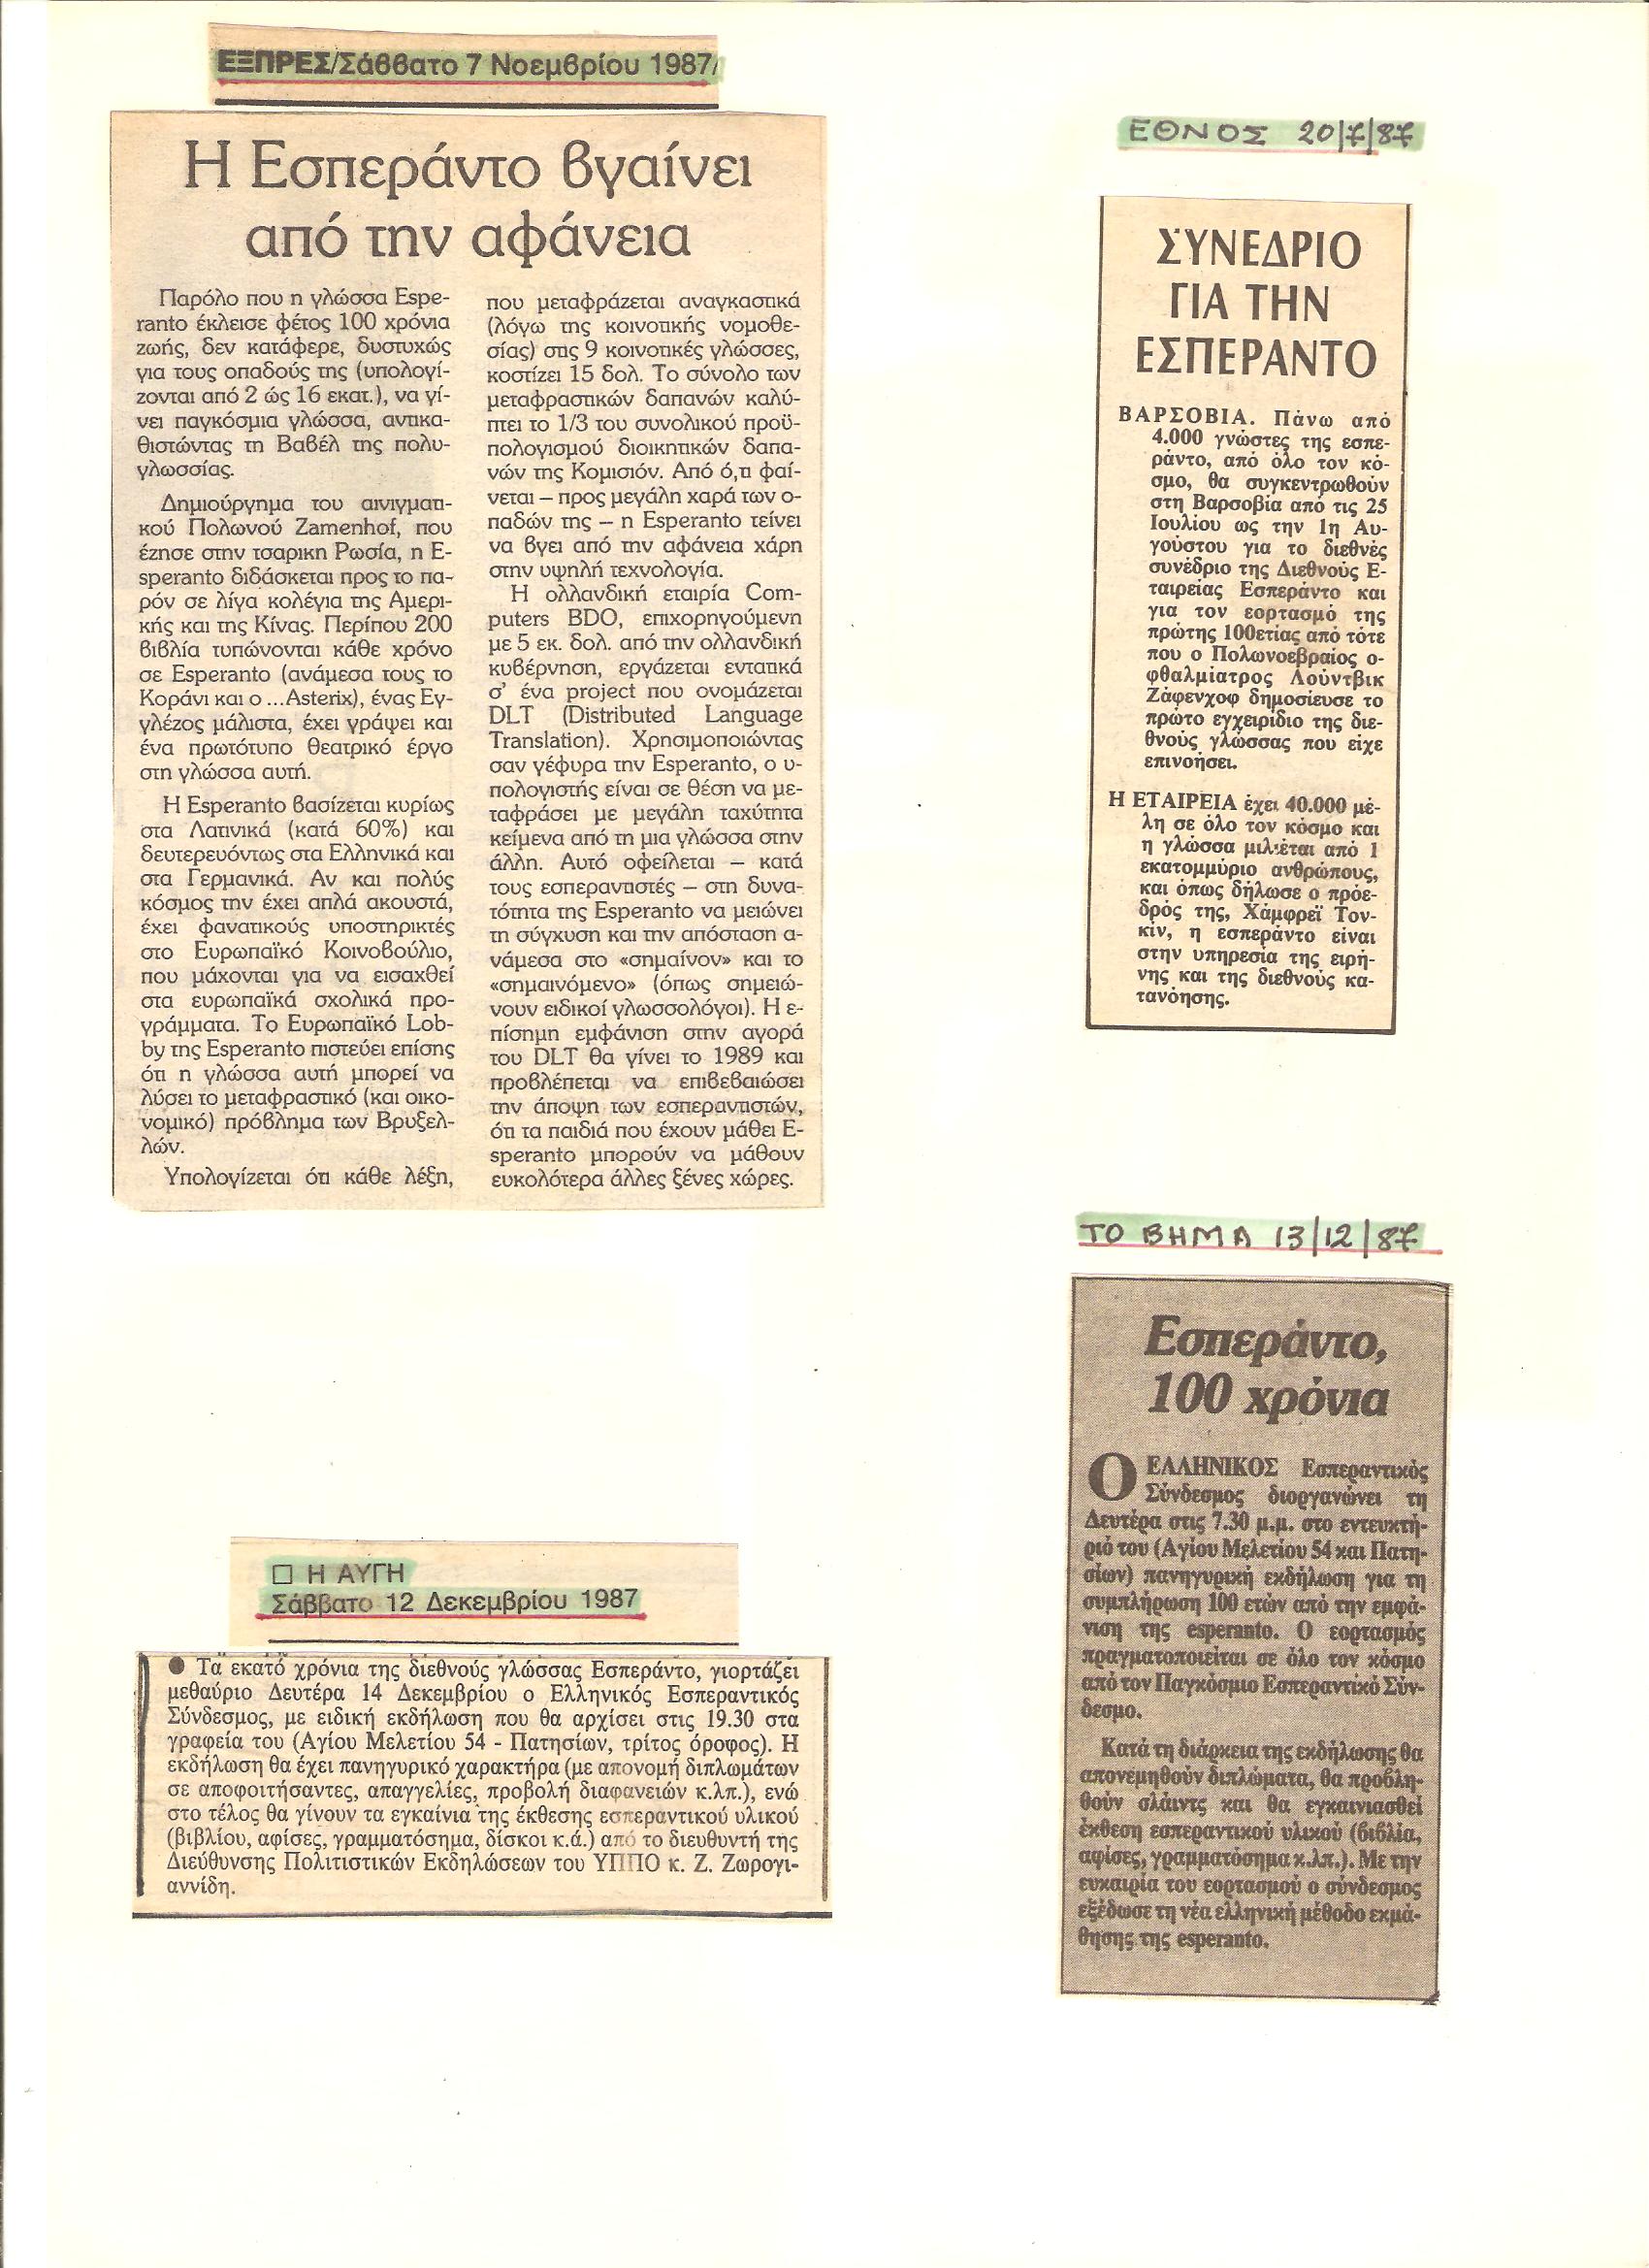 ΕΞΠΡΕΣ/Σάββατο 7 Νοεμβρίου 1987/
Η Εσπεράντο βγαίνει
από την αφάνεια
Παρόλο που η γλώσσα Espe-
ranto έκλεισε φέτος 100 χρόνια
ζωής, δεν κατάφερε, δυστυχώς
για τους οπαδούς της (υπολογί-
ζονται από 2 ώς 16 εκατ.), να γί-
νει παγκόσμια γλώσσα, αντικα-
θιστώντας τη Βαβέλ της πολυ-
γλωσσίας.
Δημιούργημα του αινιγματι-
κού Πολωνού Zamenhof, που
έζησε στην τσαρικη Ρωσία, η E-
speranto διδάσκεται προς το πα-
ρόν σε λίγα κολέγια της Αμερι-
κής και της Κίνας. Περίπου 200
βιβλία τυπώνονται κάθε χρόνο
σε Esperanto (ανάμεσα τους το
Κοράνι και ο ...Asterix), ένας Εγ-
γλέζος μάλιστα, έχει γράψει και
ένα πρωτότυπο θεατρικό έργο
στη γλώσσα αυτή.
Η Esperanto βασίζεται κυρίως
στα Λατινικά (κατά 60%) και
δευτερευόντως στα Ελληνικά και
στα Γερμανικά. Αν και πολύς
κόσμος την έχει απλά ακουστά,
έχει φανατικούς υποστηρικτές
στο Ευρωπαϊκό Κοινοβούλιο,
που μάχονται για να εισαχθεί
στα ευρωπαϊκά σχολικά προ-
γράμματα. Το Ευρωπαϊκό Lob-
by της Esperanto πιστεύει επίσης
ότι η γλώσσα αυτή μπορεί να
λύσει το μεταφραστικό (και οικο-
νομικό) πρόβλημα των Βρυξελ-
λών.
Υπολογίζεται ότι κάθε λέξη,
που μεταφράζεται αναγκαστικά
(λόγω της κοινοτικής νομοθε-
σίας) στις 9 κοινοτικές γλώσσες,
κοστίζει 15 δολ. Το σύνολο των
μεταφραστικών δαπανών καλύ-
πτει το 1/3 του συνολικού προϋ-
πολογισμού διοικητικών δαπα-
νών της Κομισιόν. Από ό,τι φαί-
νεται – προς μεγάλη χαρά των ο-
παδών της – η Esperanto τείνει
να βγει από την αφάνεια χάρη
στην υψηλή τεχνολογία.
Η ολλανδική εταιρία Com-
puters BDO, επιχορηγούμενη
με 5 εκ. δολ. από την ολλανδική
κυβέρνηση, εργάζεται εντατικά
σ' ένα project που ονομάζεται
DLT (Distributed Language
Translation). Χρησιμοποιώντας
σαν γέφυρα την Esperanto, ο υ-
πολογιστής είναι σε θέση να με-
ταφράσει με μεγάλη ταχύτητα
κείμενα από τη μια γλώσσα στην
άλλη. Αυτό οφείλεται – κατά
τους εσπεραντιστές – στη δυνα-
τότητα της Esperanto να μειώνει
τη σύγχυση και την απόσταση α-
νάμεσα στο «σημαίνον» και το
«σημαινόμενο» (όπως σημειώ-
νουν ειδικοί γλωσσολόγοι). Η ε-
πίσημη εμφάνιση στην αγορά
του DLT θα γίνει το 1989 και
προβλέπεται να επιβεβαιώσει
την άποψη των εσπεραντιστών,
ότι τα παιδιά που έχουν μάθει E-
speranto μπορούν να μάθουν
ευκολότερα άλλες ξένες χώρες.
ΕΘΝΟΣ 20/7/87
ΣΥΝΕΔΡΙΟ
ΓΙΑ ΤΗΝ
ΕΣΠΕΡΑΝΤΟ
ΒΑΡΣΟΒΙΑ. Πάνω από
4.000 γνώστες της εσπε-
ράντο, από όλο τον κό-
σμο, θα συγκεντρωθούν
στη Βαρσοβία από τις 25
Ιουλίου ως την 1η Αυ-
γούστου για το διεθνές
συνέδριο της Διεθνούς Ε-
ταιρείας Εσπεράντο και
για τον εορτασμό της
πρώτης 100ετίας από τότε
που ο Πολωνοεβραίος ο-
φθαλμίατρος Λούντβικ
Ζάφενχοφ δημοσίευσε το
πρώτο εγχειρίδιο της διε-
θνούς γλώσσας που είχε
επινοήσει.
Η ΕΤΑΙΡΕΙΑ έχει 40.000 μέ-
λη σε όλο τον κόσμο και
η γλώσσα μιλιέται από 1
εκατομμύριο ανθρώπους,
και όπως δήλωσε ο πρόε-
δρός της, Χάμφρεϊ Τον-
κίν, η εσπεράντο είναι
στην υπηρεσία της ειρή-
νης και της διεθνούς κα-
τανόησης.
ΤΟ ΒΗΜΑ 13/12/87
Εσπεράντο,
100 χρόνια
Ο ΕΛΛΗΝΙΚΟΣ Εσπεραντικός
Σύνδεσμος διοργανώνει τη
Δευτέρα στις 7.30 μ.μ. στο εντευκτή-
ριό του (Αγίου Μελετίου 54 και Πατη-
σίων) πανηγυρική εκδήλωση για τη
συμπλήρωση 100 ετών από την εμφά-
νιση της esperanto. Ο εορτασμός
πραγματοποιείται σε όλο τον κόσμο
από τον Παγκόσμιο Εσπεραντικό Σύν-
δεσμο.
Κατά τη διάρκεια της εκδήλωσης θα
απονεμηθούν διπλώματα, θα προβλη-
θούν σλάιντς και θα εγκαινιασθεί
έκθεση εσπεραντικού υλικού (βιβλία,
αφίσες, γραμματόσημα κ.λπ.). Με την
ευκαιρία του εορτασμού ο σύνδεσμος
εξέδωσε τη νέα ελληνική μέθοδο εκμά-
θησης της esperanto.
□ Η ΑΥΓΗ
Σάββατο 12 Δεκεμβρίου 1987
● Τα εκατό χρόνια της διεθνούς γλώσσας Εσπεράντο, γιορτάζει
μεθαύριο Δευτέρα 14 Δεκεμβρίου ο Ελληνικός Εσπεραντικός
Σύνδεσμος, με ειδική εκδήλωση που θα αρχίσει στις 19.30 στα
γραφεία του (Αγίου Μελετίου 54 - Πατησίων, τρίτος όροφος). Η
εκδήλωση θα έχει πανηγυρικό χαρακτήρα (με απονομή διπλωμάτων
σε αποφοιτήσαντες, απαγγελίες, προβολή διαφανειών κ.λπ.), ενώ
στο τέλος θα γίνουν τα εγκαίνια της έκθεσης εσπεραντικού υλικού
(βιβλίου, αφίσες, γραμματόσημα, δίσκοι κ.ά.) από το διευθυντή της
Διεύθυνσης Πολιτιστικών Εκδηλώσεων του ΥΠΠΟ κ. Ζ. Ζωρογι-
αννίδη.